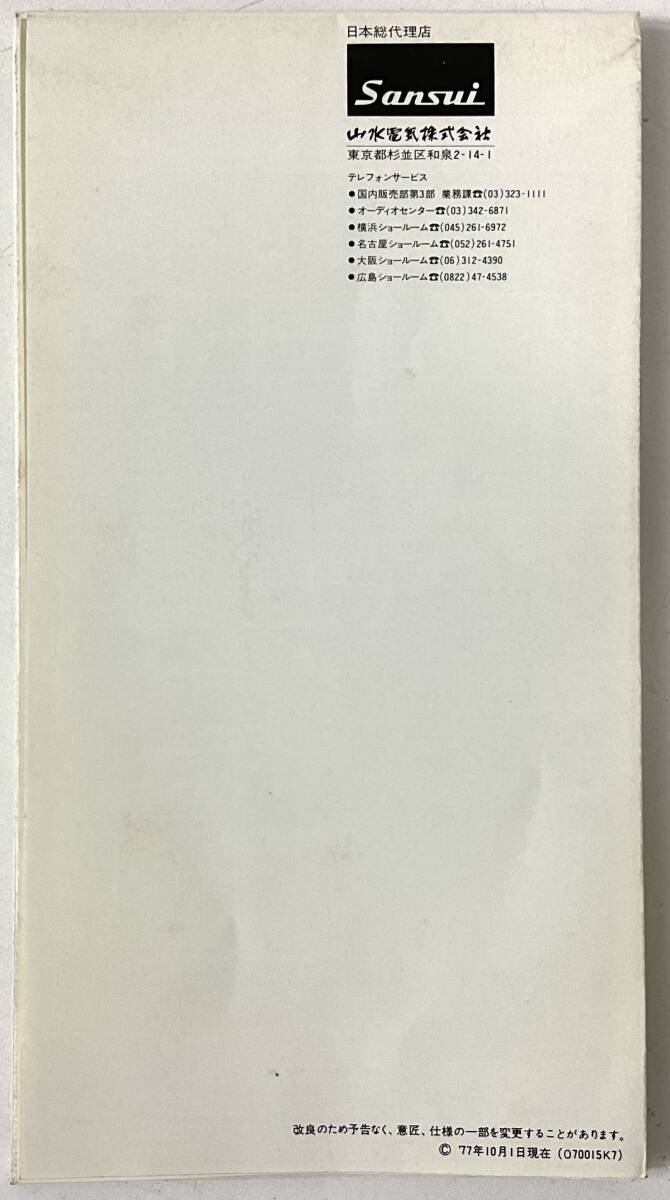 日本総代理店
Sansui
山水電気株式会社
東京都杉並区和泉2-14-1
テレフォンサービス
●国内販売部第3部 業務課☎(03)323-1111
●オーディオセンター☎(03)342-6871
●横浜ショールーム☎(045)261-6972
●名古屋ショールーム☎(052)261-4751
●大阪ショールーム☎(06)312-4390
●広島ショールーム☎(0822)47-4538
改良のため予告なく、意匠、仕様の一部を変更することがあります。
© '77年10月1日現在 (070015K7)